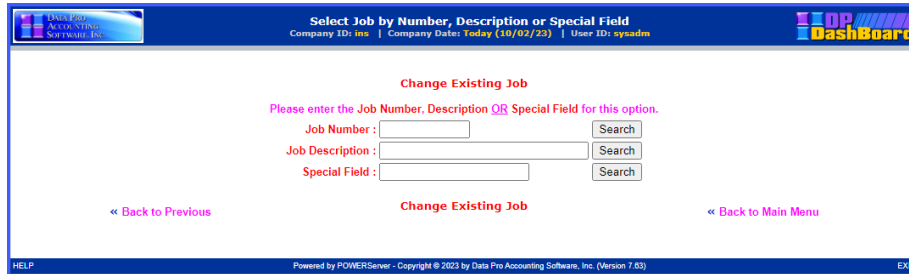 Data Pro
Accounting
Software, Inc.
Select Job by Number, Description or Special Field
Company ID: ins | Company Date: Today (10/02/23) | User ID: sysadm
DP
DashBoard
Change Existing Job
Please enter the Job Number, Description OR Special Field for this option.
Job Number : Search
Job Description : Search
Special Field : Search
« Back to Previous
Change Existing Job
« Back to Main Menu
HELP
Powered by POWERServer - Copyright © 2023 by Data Pro Accounting Software, Inc. (Version 7.63)
EX